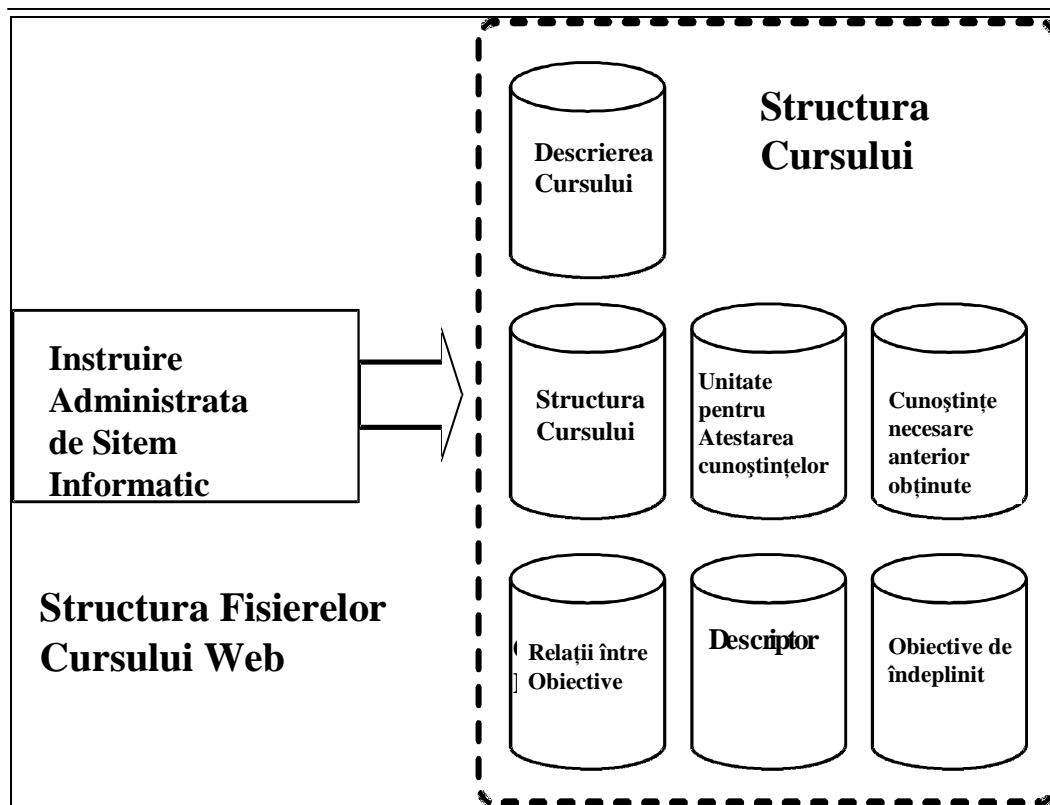 Structura
Cursului
Descrierea
Cursului
Instruire
Administrata
de Sitem
Informatic
Structura
Cursului
Unitate
pentru
Atestarea
cunoştinţelor
Cunoştinţe
necesare
anterior
obţinute
Structura Fisierelor
Cursului Web
Relaţii între
Obiective
Descriptor
Obiective de
îndeplinit